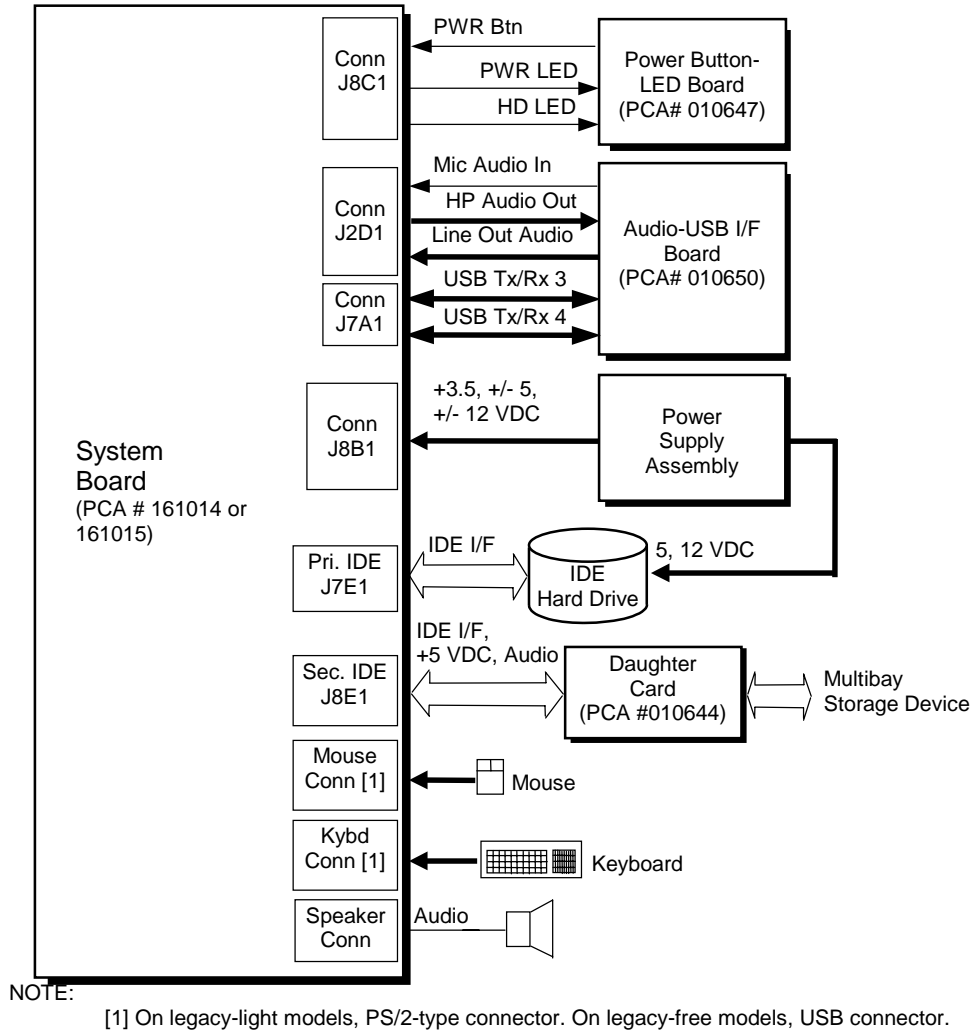 PWR Btn
Conn
J8C1
PWR LED
HD LED
Power Button-
LED Board
(PCA# 010647)
Mic Audio In
Conn
J2D1
HP Audio Out
Line Out Audio
Audio-USB I/F
Board
(PCA# 010650)
Conn
J7A1
USB Tx/Rx 3
USB Tx/Rx 4
+3.5, +/- 5,
+/- 12 VDC
Conn
J8B1
Power
Supply
Assembly
System
Board
(PCA # 161014 or
161015)
Pri. IDE
J7E1
IDE I/F
IDE
Hard Drive
5, 12 VDC
IDE I/F,
+5 VDC, Audio
Sec. IDE
J8E1
Daughter
Card
(PCA #010644)
Multibay
Storage Device
Mouse
Conn [1]
Mouse
Kybd
Conn [1]
Keyboard
Speaker
Conn
Audio
NOTE:
[1] On legacy-light models, PS/2-type connector. On legacy-free models, USB connector.